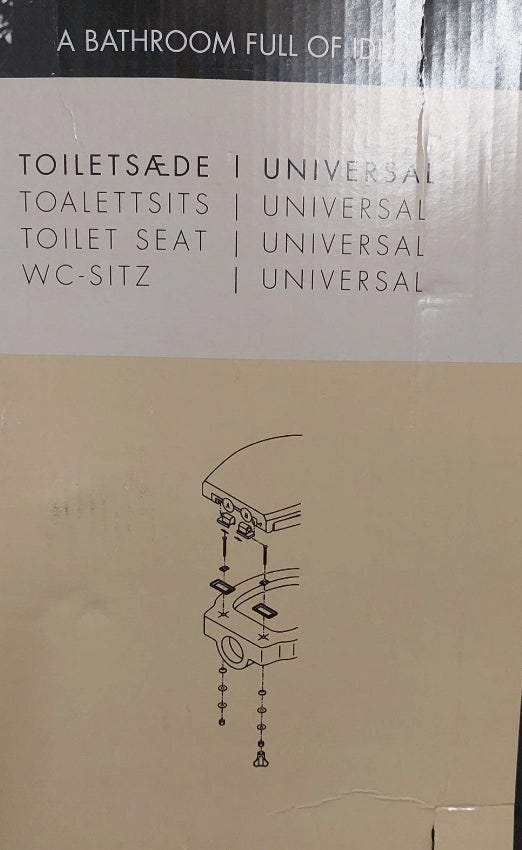 A BATHROOM FULL OF
TOILETSÆDE | UNIVERSAL
TOALETTSITS | UNIVERSAL
TOILET SEAT | UNIVERSAL
WC-SITZ | UNIVERSAL
A B